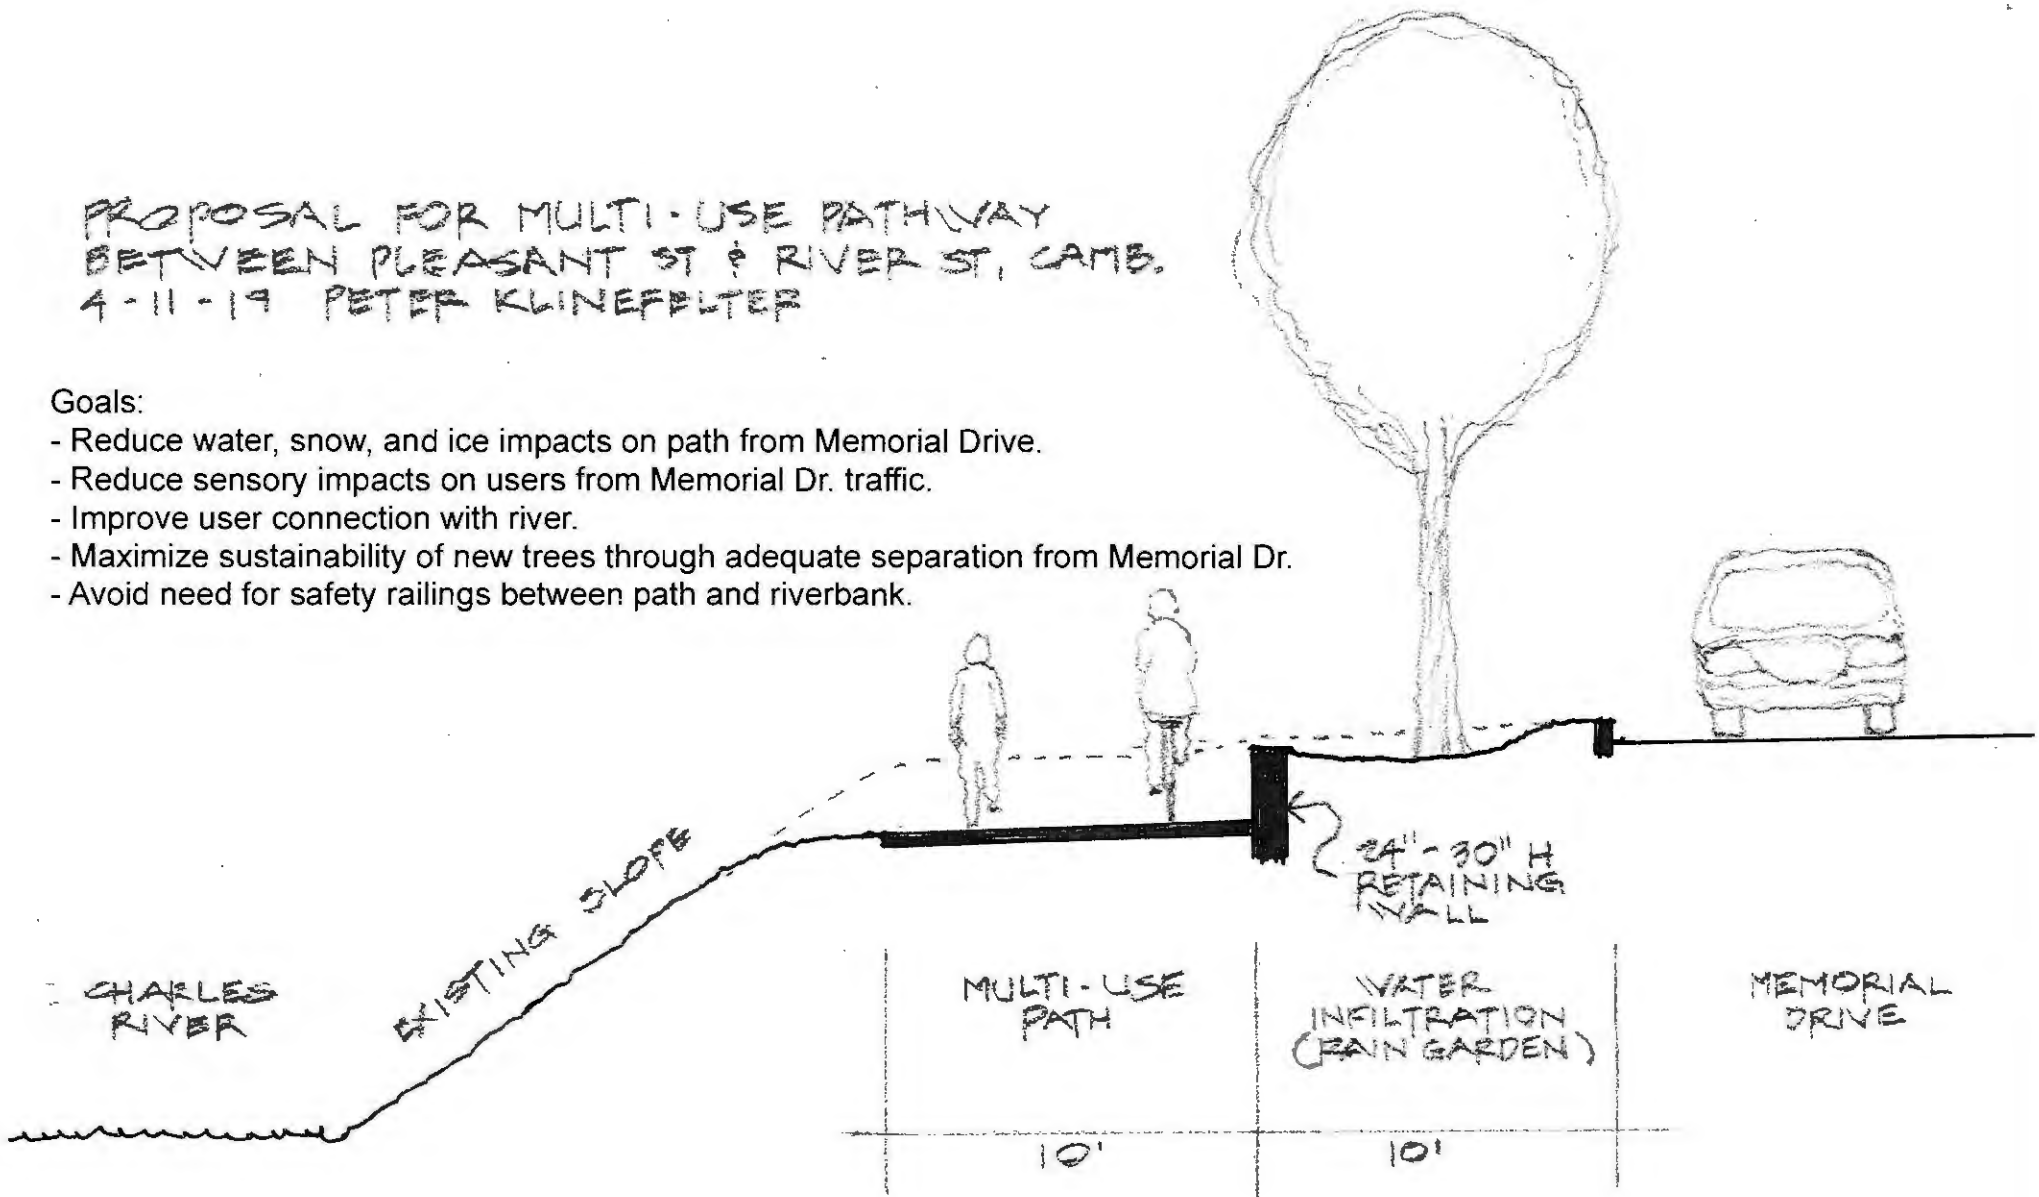 PROPOSAL FOR MULTI-USE PATHWAY
BETWEEN PLEASANT ST & RIVER ST, CAMB.
4-11-19 PETER KLINEFELTER
Goals:
- Reduce water, snow, and ice impacts on path from Memorial Drive.
- Reduce sensory impacts on users from Memorial Dr. traffic.
- Improve user connection with river.
- Maximize sustainability of new trees through adequate separation from Memorial Dr.
- Avoid need for safety railings between path and riverbank.
EXISTING SLOPE
24"-30" H
RETAINING
WALL
CHARLES
RIVER
MULTI-USE
PATH
WATER
INFILTRATION
(RAIN GARDEN)
MEMORIAL
DRIVE
10'
10'